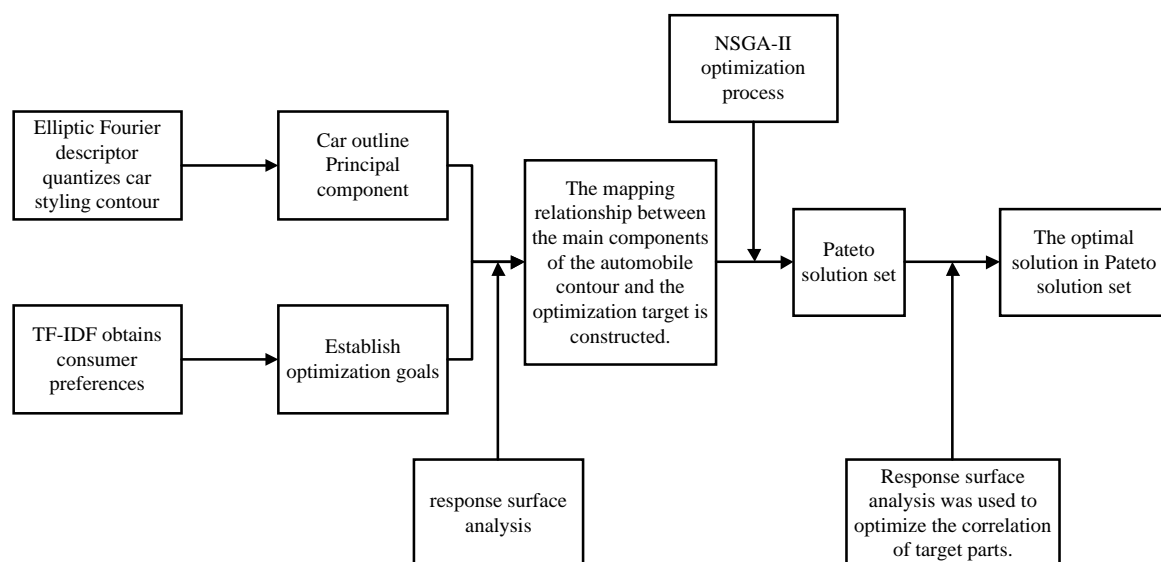 NSGA-II
optimization
process
Elliptic Fourier
descriptor
quantizes car
styling contour
Car outline
Principal
component
The mapping
relationship between
the main components
of the automobile
contour and the
optimization target is
constructed.
Pateto
solution set
The optimal
solution in Pateto
solution set
TF-IDF obtains
consumer
preferences
Establish
optimization goals
response surface
analysis
Response surface
analysis was used to
optimize the correlation
of target parts.